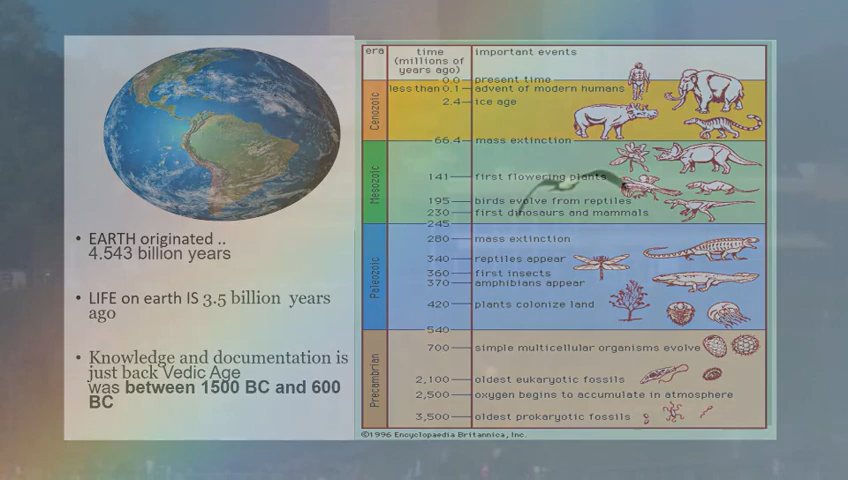 • EARTH originated ..
4.543 billion years
• LIFE on earth IS 3.5 billion years
ago
• Knowledge and documentation is
just back Vedic Age
was between 1500 BC and 600
BC
era
time
(millions of
years ago)
important events
0.0 present time
less than 0.1 advent of modern humans
2.4 ice age
Cenozoic
66.4 mass extinction
141 first flowering plants
Mesozoic
195 birds evolve from reptiles
230 first dinosaurs and mammals
245
280 mass extinction
340 reptiles appear
360 first insects
370 amphibians appear
Paleozoic
420 plants colonize land
540
700 simple multicellular organisms evolve
Precambrian
2,100 oldest eukaryotic fossils
2,500 oxygen begins to accumulate in atmosphere
3,500 oldest prokaryotic fossils
©1996 Encyclopaedia Britannica, Inc.